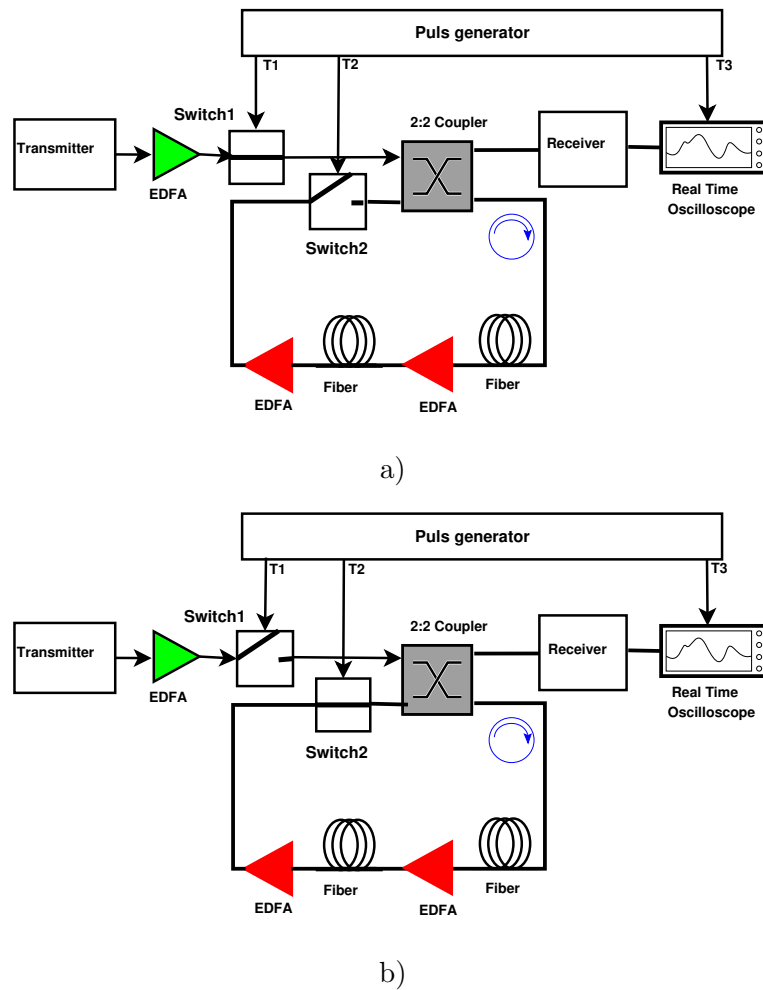 Puls generator
T1
T2
T3
Switch1
2:2 Coupler
Transmitter
Receiver
EDFA
Real Time
Oscilloscope
Switch2
Fiber
Fiber
EDFA
EDFA
a)
Puls generator
T1
T2
T3
Switch1
2:2 Coupler
Transmitter
Receiver
EDFA
Real Time
Oscilloscope
Switch2
Fiber
Fiber
EDFA
EDFA
b)